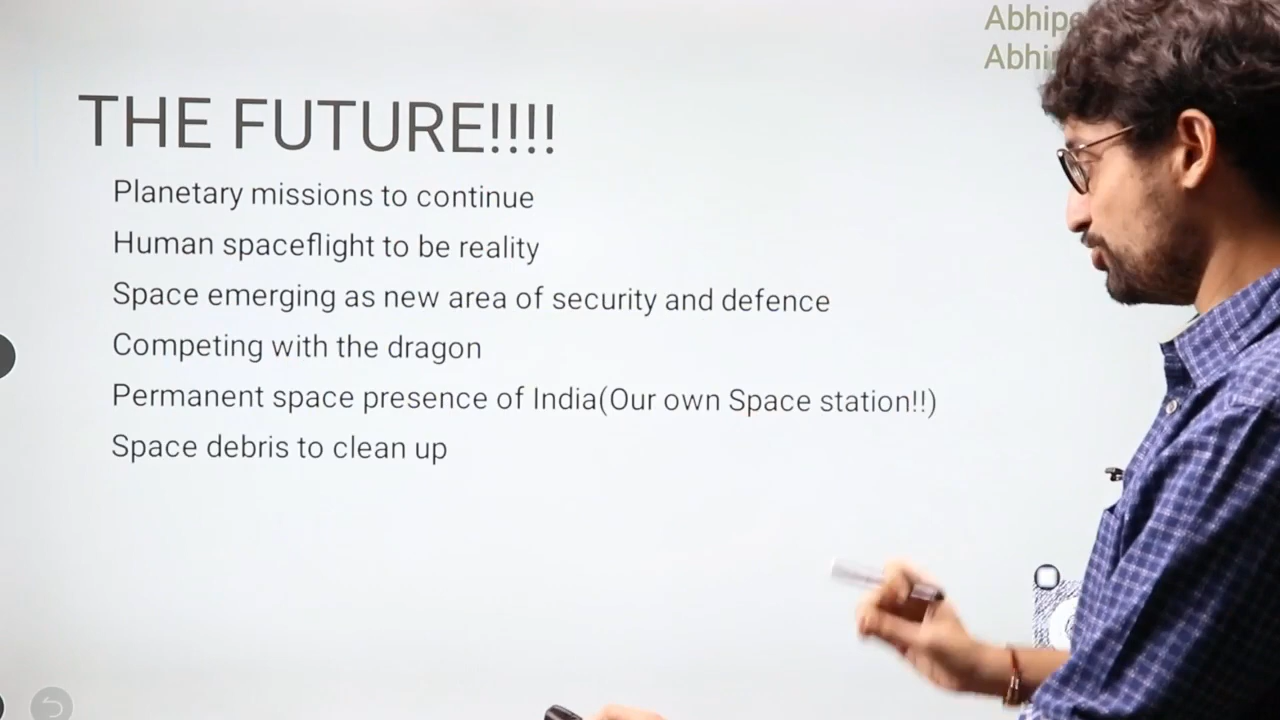 THE FUTURE!!!!
Planetary missions to continue
Human spaceflight to be reality
Space emerging as new area of security and defence
Competing with the dragon
Permanent space presence of India(Our own Space station!!)
Space debris to clean up